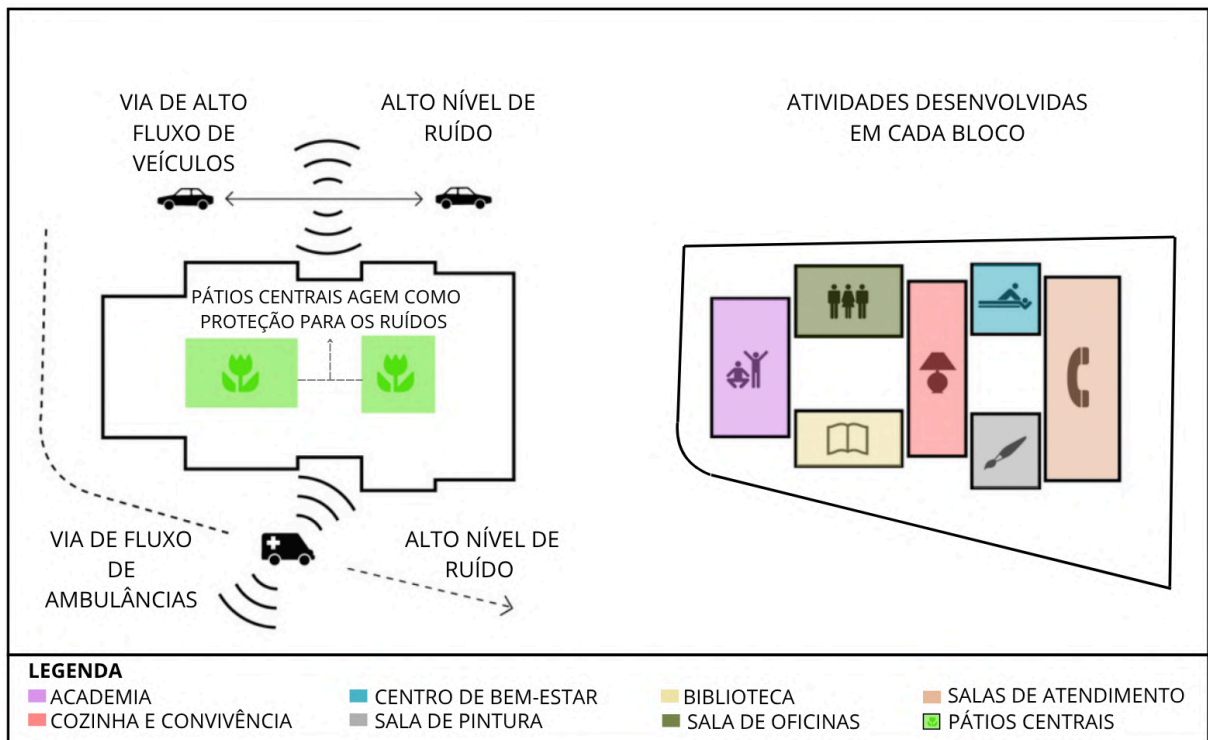 VIA DE ALTO
FLUXO DE
VEÍCULOS
ALTO NÍVEL DE
RUÍDO
PÁTIOS CENTRAIS AGEM COMO
PROTEÇÃO PARA OS RUÍDOS
VIA DE FLUXO
DE
AMBULÂNCIAS
ALTO NÍVEL DE
RUÍDO
ATIVIDADES DESENVOLVIDAS
EM CADA BLOCO
LEGENDA
ACADEMIA
CENTRO DE BEM-ESTAR
BIBLIOTECA
SALAS DE ATENDIMENTO
COZINHA E CONVIVÊNCIA
SALA DE PINTURA
SALA DE OFICINAS
PÁTIOS CENTRAIS